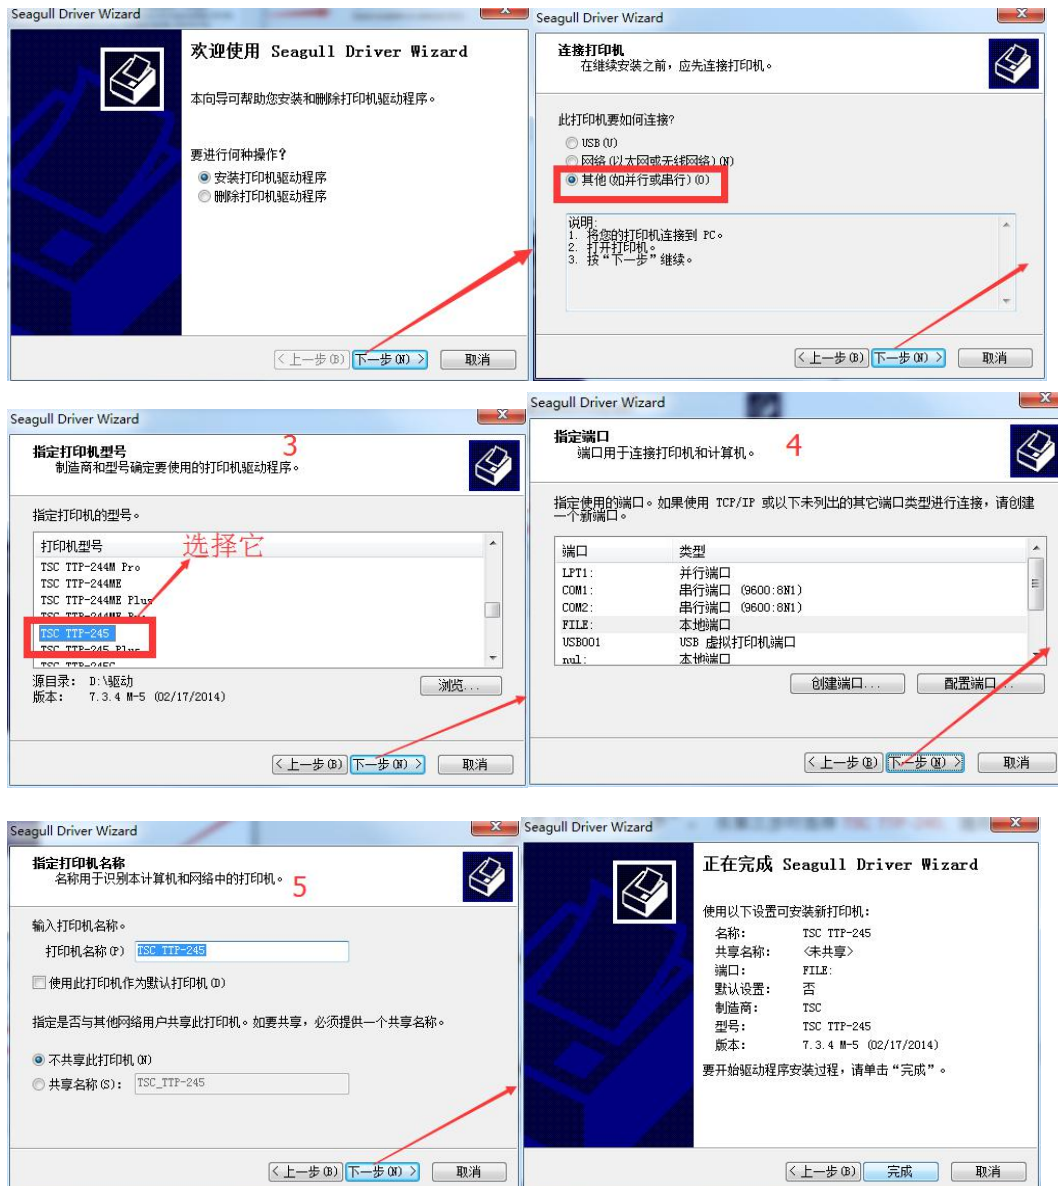 Seagull Driver Wizard
欢迎使用 Seagull Driver Wizard
本向导可帮助您安装和删除打印机驱动程序。
要进行何种操作?
安装打印机驱动程序
删除打印机驱动程序
<上一步(B) 下一步(N) > 取消
Seagull Driver Wizard
连接打印机
在继续安装之前,应先连接打印机。
此打印机要如何连接?
USB(U)
网络(以太网或无线网络)(N)
其他(如并行或串行)(O)
说明:
1. 将您的打印机连接到 PC。
2. 打开打印机。
3. 按“下一步”继续。
<上一步(B) 下一步(N) > 取消
Seagull Driver Wizard
指定打印机型号
制造商和型号确定要使用的打印机驱动程序。
3
指定打印机的型号。
打印机型号
选择它
TSC TTP-244M Pro
TSC TTP-244ME
TSC TTP-244ME Plus
TSC TTP-244ME Pro
TSC TTP-245
TSC TTP-245 Plus
TSC TTP-245C
源目录: D:\驱动
版本: 7.3.4 M-5 (02/17/2014)
浏览...
<上一步(B) 下一步(N) > 取消
Seagull Driver Wizard
指定端口
端口用于连接打印机和计算机。
4
指定使用的端口。如果使用 TCP/IP 或以下未列出的其它端口类型进行连接,请创建
一个新端口。
端口 类型
LPT1: 并行端口
COM1: 串行端口 (9600:8N1)
COM2: 串行端口 (9600:8N1)
FILE: 本地端口
USB001 USB 虚拟打印机端口
nul: 本地端口
创建端口... 配置端口...
<上一步(B) 下一步(N) > 取消
Seagull Driver Wizard
指定打印机名称
名称用于识别本计算机和网络中的打印机。
5
输入打印机名称。
打印机名称(P) TSC TTP-245
使用此打印机作为默认打印机(D)
指定是否与其他网络用户共享此打印机。如要共享,必须提供一个共享名称。
不共享此打印机(N)
共享名称(S): TSC_TTP-245
<上一步(B) 下一步(N) > 取消
Seagull Driver Wizard
正在完成 Seagull Driver Wizard
使用以下设置可安装新打印机:
名称: TSC TTP-245
共享名称: <未共享>
端口: FILE:
默认设置: 否
制造商: TSC
型号: TSC TTP-245
版本: 7.3.4 M-5 (02/17/2014)
要开始驱动程序安装过程,请单击“完成”。
<上一步(B) 完成 取消